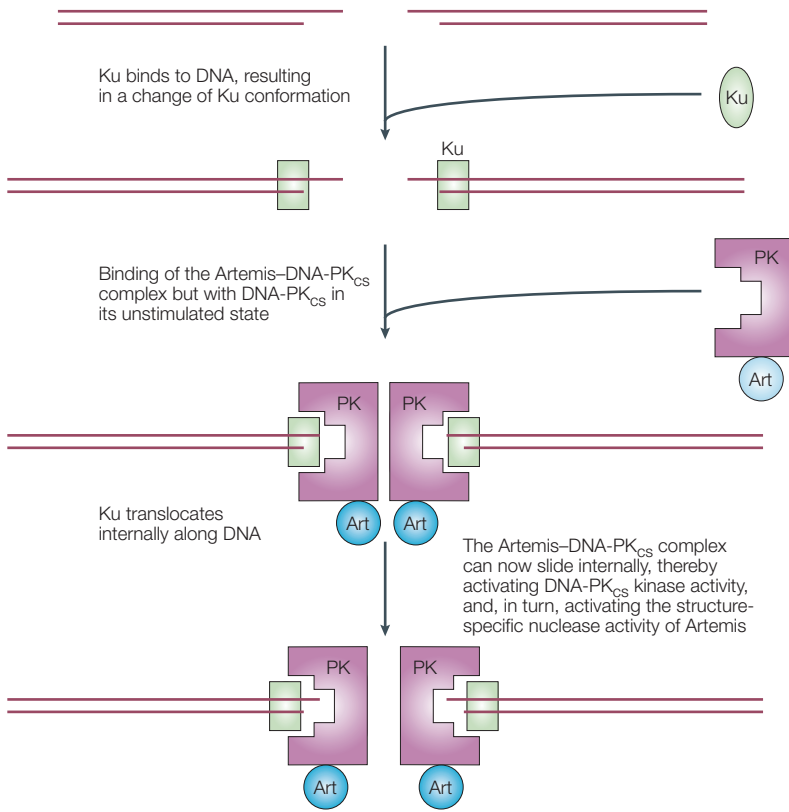 Ku binds to DNA, resulting
in a change of Ku conformation
Ku
Ku
Binding of the Artemis–DNA-PKCS
complex but with DNA-PKCS in
its unstimulated state
PK
Art
PK PK
Art Art
Ku translocates
internally along DNA
The Artemis–DNA-PKCS complex
can now slide internally, thereby
activating DNA-PKCS kinase activity,
and, in turn, activating the structure-
specific nuclease activity of Artemis
PK PK
Art Art